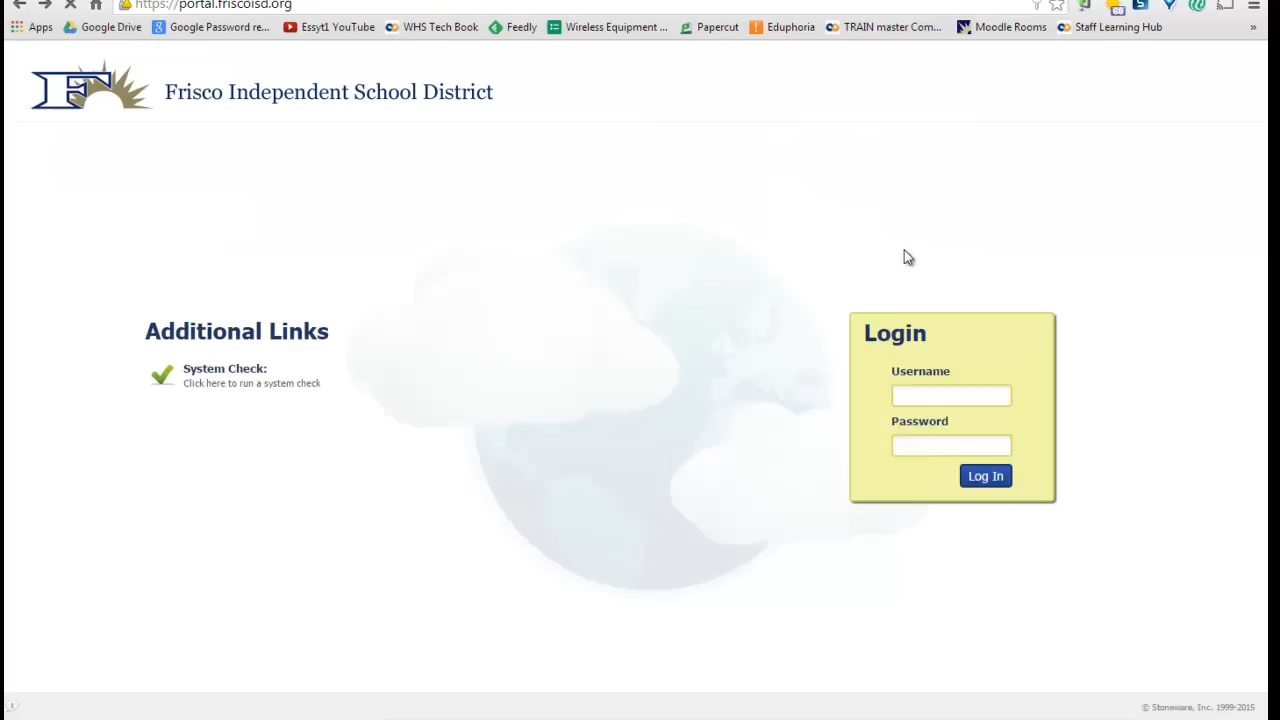 https://portal.friscoisd.org
Apps Google Drive Google Password re... Essyt1 YouTube WHS Tech Book Feedly Wireless Equipment ... Papercut Eduphoria TRAIN master Com... Moodle Rooms Staff Learning Hub »
F Frisco Independent School District
Additional Links
System Check:
Click here to run a system check
Login
Username
Password
Log In
© Stoneware, Inc. 1999-2015